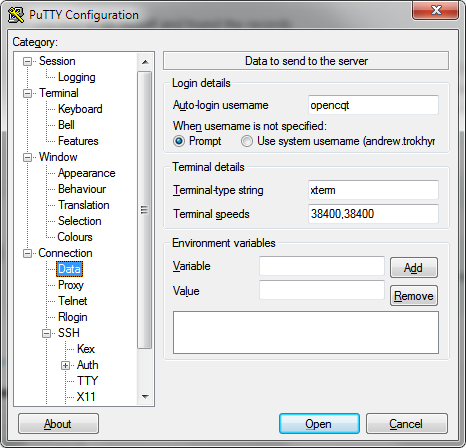 PuTTY Configuration
Category:
Session
Logging
Terminal
Keyboard
Bell
Features
Window
Appearance
Behaviour
Translation
Selection
Colours
Connection
Data
Proxy
Telnet
Rlogin
SSH
Kex
Auth
TTY
X11
Data to send to the server
Login details
Auto-login username opencqt
When username is not specified:
Prompt Use system username (andrew.trokhyr
Terminal details
Terminal-type string xterm
Terminal speeds 38400,38400
Environment variables
Variable Add
Value Remove
About Open Cancel